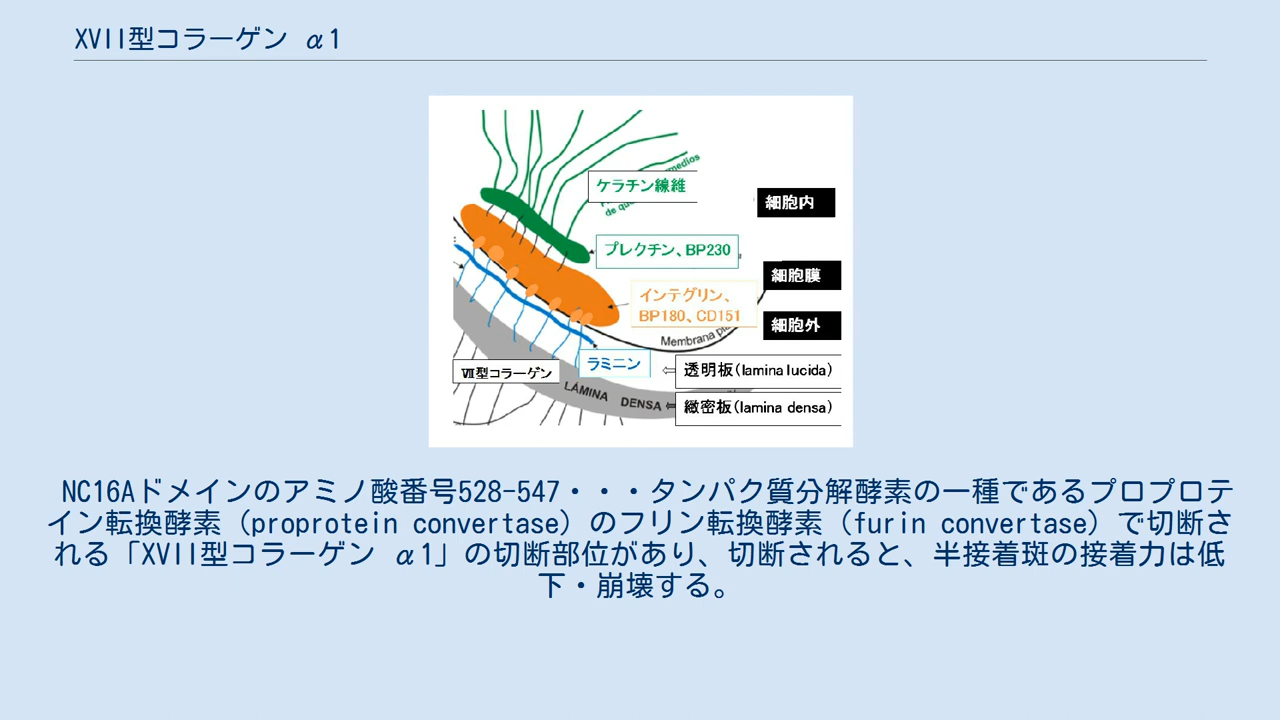 XVII型コラーゲン α1
medios
ケラチン線維
de qu
細胞内
プレクチン、BP230
細胞膜
インテグリン、
BP180、CD151
細胞外
Membrana
ラミニン
VII型コラーゲン
透明板(lamina lucida)
LÁMINA DENSA
緻密板(lamina densa)
NC16Aドメインのアミノ酸番号528-547・・・タンパク質分解酵素の一種であるプロプロテ
イン転換酵素（proprotein convertase）のフリン転換酵素（furin convertase）で切断さ
れる「XVII型コラーゲン α1」の切断部位があり、切断されると、半接着斑の接着力は低
下・崩壊する。